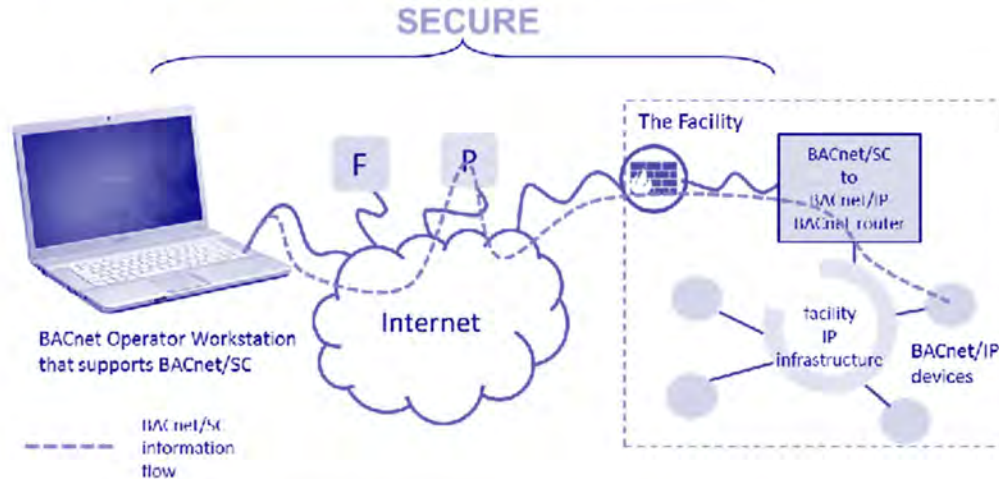 SECURE
The Facility
F
P
BACnet/SC
to
BACnet/IP
BACnet router
Internet
facility
IP
infrastructure
BACnet/IP
devices
BACnet Operator Workstation
that supports BACnet/SC
BACnet/SC
information
flow